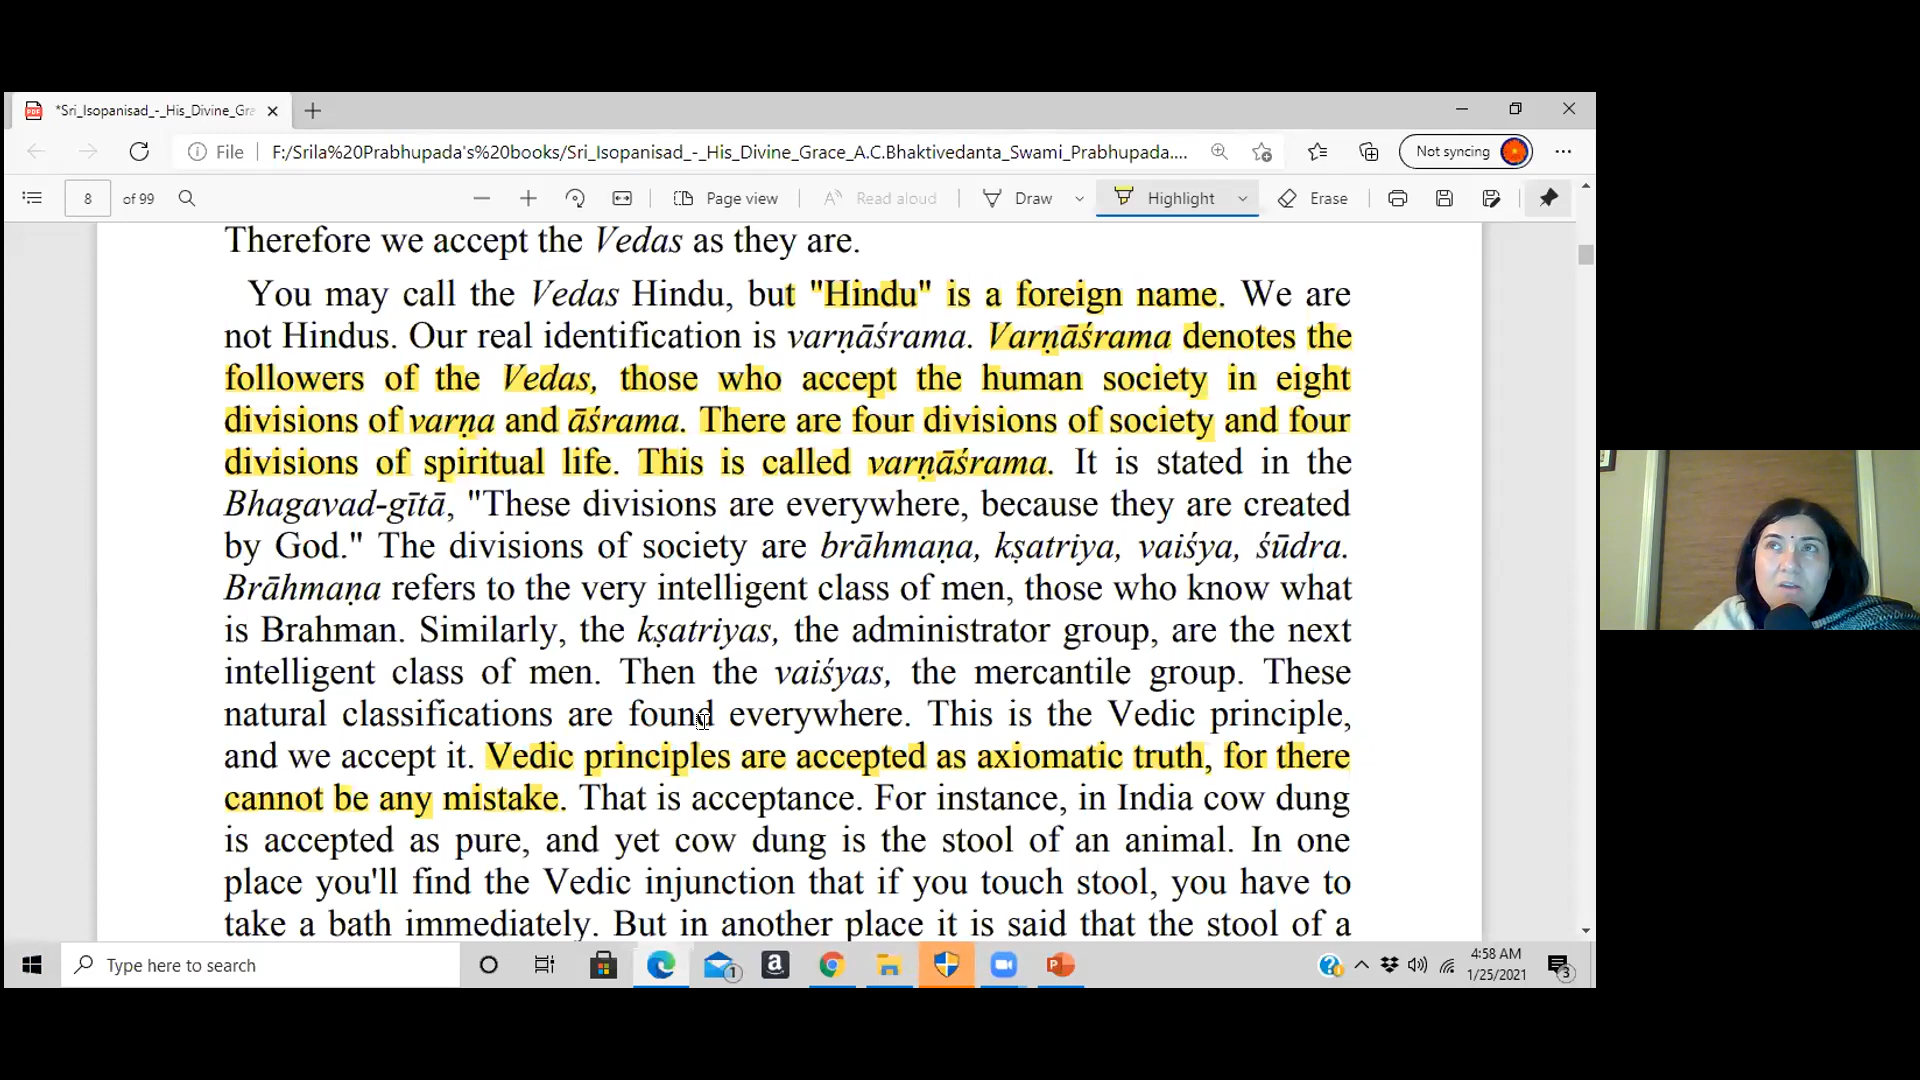 *Sri_Isopanisad_-_His_Divine_Gra
File F:/Srila%20Prabhupada's%20books/Sri_Isopanisad_-_His_Divine_Grace_A.C.Bhaktivedanta_Swami_Prabhupada.... Not syncing
8 of 99 Page view Read aloud Draw Highlight Erase
Therefore we accept the Vedas as they are.
You may call the Vedas Hindu, but "Hindu" is a foreign name. We are
not Hindus. Our real identification is varṇāśrama. Varṇāśrama denotes the
followers of the Vedas, those who accept the human society in eight
divisions of varṇa and āśrama. There are four divisions of society and four
divisions of spiritual life. This is called varṇāśrama. It is stated in the
Bhagavad-gītā, "These divisions are everywhere, because they are created
by God." The divisions of society are brāhmaṇa, kṣatriya, vaiśya, śūdra.
Brāhmaṇa refers to the very intelligent class of men, those who know what
is Brahman. Similarly, the kṣatriyas, the administrator group, are the next
intelligent class of men. Then the vaiśyas, the mercantile group. These
natural classifications are found everywhere. This is the Vedic principle,
and we accept it. Vedic principles are accepted as axiomatic truth, for there
cannot be any mistake. That is acceptance. For instance, in India cow dung
is accepted as pure, and yet cow dung is the stool of an animal. In one
place you'll find the Vedic injunction that if you touch stool, you have to
take a bath immediately. But in another place it is said that the stool of a
Type here to search
4:58 AM
1/25/2021